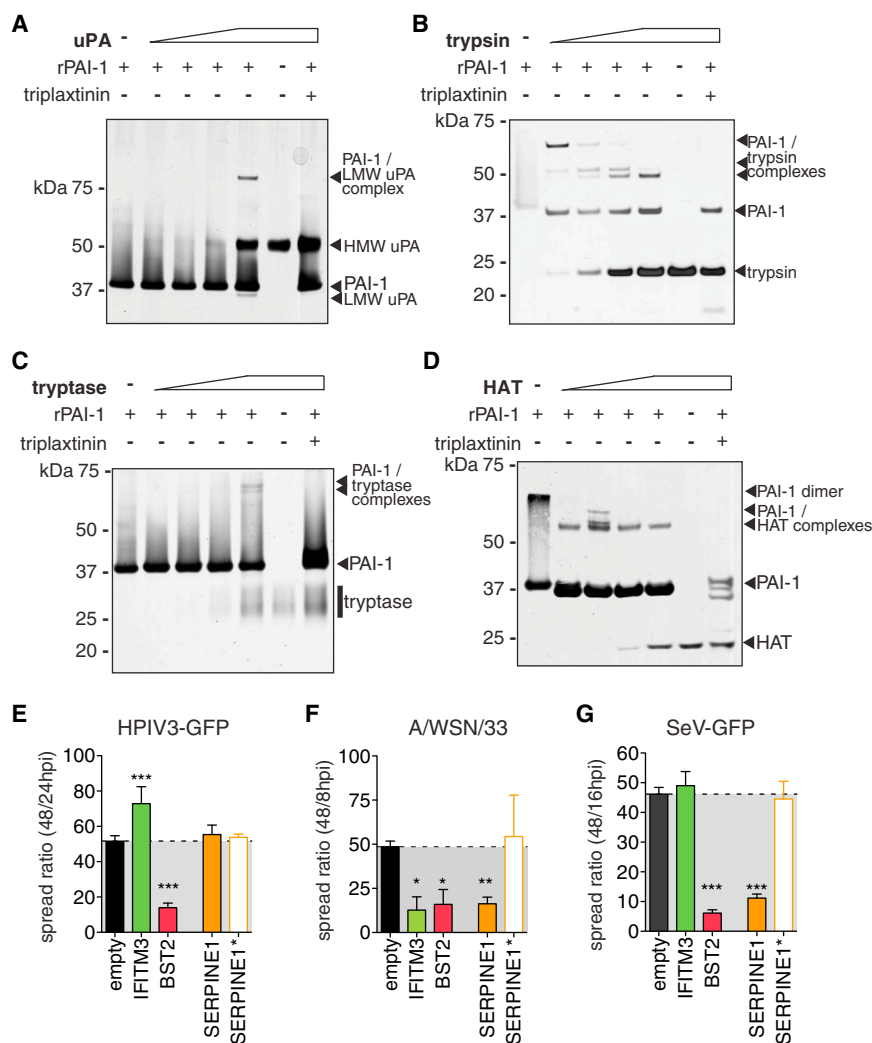 A
uPA -
rPAI-1 + + + + + - +
triplaxtinin - - - - - - +
kDa 75 -
50 -
37 -
PAI-1 /
LMW uPA
complex
HMW uPA
PAI-1
LMW uPA
B
trypsin -
rPAI-1 + + + + + - +
triplaxtinin - - - - - - +
kDa 75 -
50 -
37 -
25 -
20 -
PAI-1 /
trypsin
complexes
PAI-1
trypsin
C
tryptase -
rPAI-1 + + + + + - +
triplaxtinin - - - - - - +
kDa 75 -
50 -
37 -
25 -
20 -
PAI-1 /
tryptase
complexes
PAI-1
tryptase
D
HAT -
rPAI-1 + + + + + - +
triplaxtinin - - - - - - +
kDa 75 -
50 -
37 -
25 -
PAI-1 dimer
PAI-1 /
HAT complexes
PAI-1
HAT
E
HPIV3-GFP
spread ratio (48/24hpi)
100
80
60
40
20
0
***
***
empty
IFITM3
BST2
SERPINE1
SERPINE1*
F
A/WSN/33
spread ratio (48/8hpi)
100
80
60
40
20
0
*
*
**
empty
IFITM3
BST2
SERPINE1
SERPINE1*
G
SeV-GFP
spread ratio (48/16hpi)
60
50
40
30
20
10
0
***
***
empty
IFITM3
BST2
SERPINE1
SERPINE1*